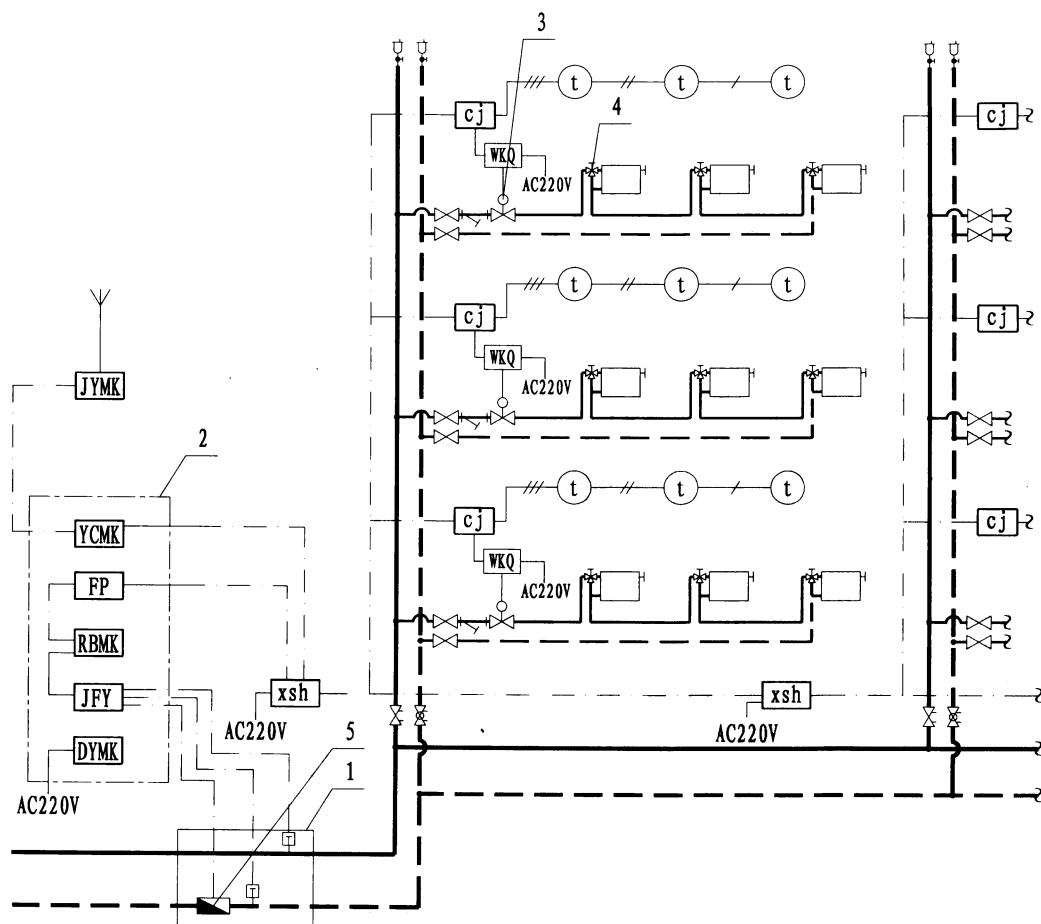 3
t t t
cj
4
cj
WKQ
AC220V
t t t
cj
cj
WKQ
AC220V
JYMK
2
t t t
cj
cj
YCMK
WKQ
FP
AC220V
RBMK
JFY
xsh
xsh
AC220V
5
AC220V
DYMK
1
AC220V
T
T